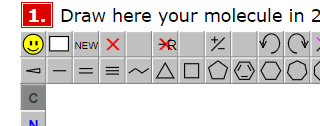 1. Draw here your molecule in 2
NEW R +/-
C
N